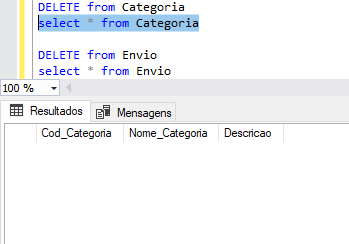 DELETE from Categoria
select * from Categoria
DELETE from Envio
select * from Envio
100 %
Resultados Mensagens
Cod_Categoria Nome_Categoria Descricao